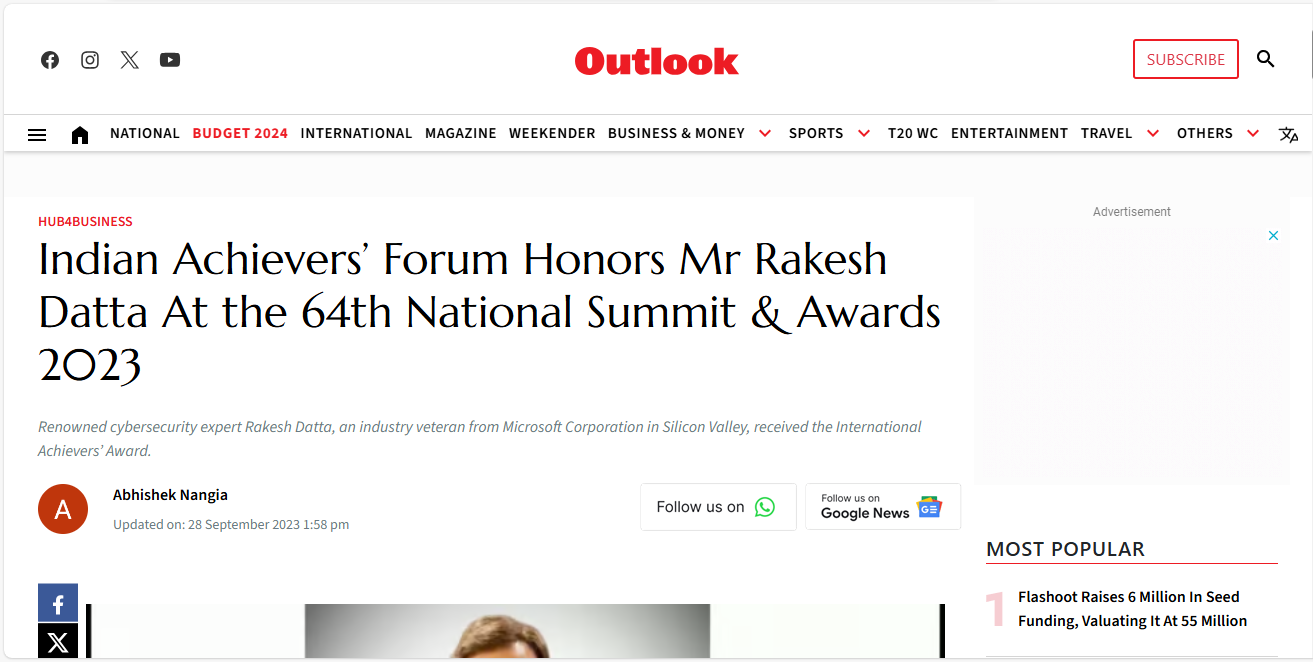 Outlook
SUBSCRIBE
NATIONAL BUDGET 2024 INTERNATIONAL MAGAZINE WEEKENDER BUSINESS & MONEY SPORTS T20 WC ENTERTAINMENT TRAVEL OTHERS
HUB4BUSINESS
Indian Achievers’ Forum Honors Mr Rakesh
Datta At the 64th National Summit & Awards
2023
Renowned cybersecurity expert Rakesh Datta, an industry veteran from Microsoft Corporation in Silicon Valley, received the International
Achievers’ Award.
A
Abhishek Nangia
Updated on: 28 September 2023 1:58 pm
Follow us on
Follow us on
Google News
GE
Advertisement
MOST POPULAR
1
Flashoot Raises 6 Million In Seed
Funding, Valuating It At 55 Million